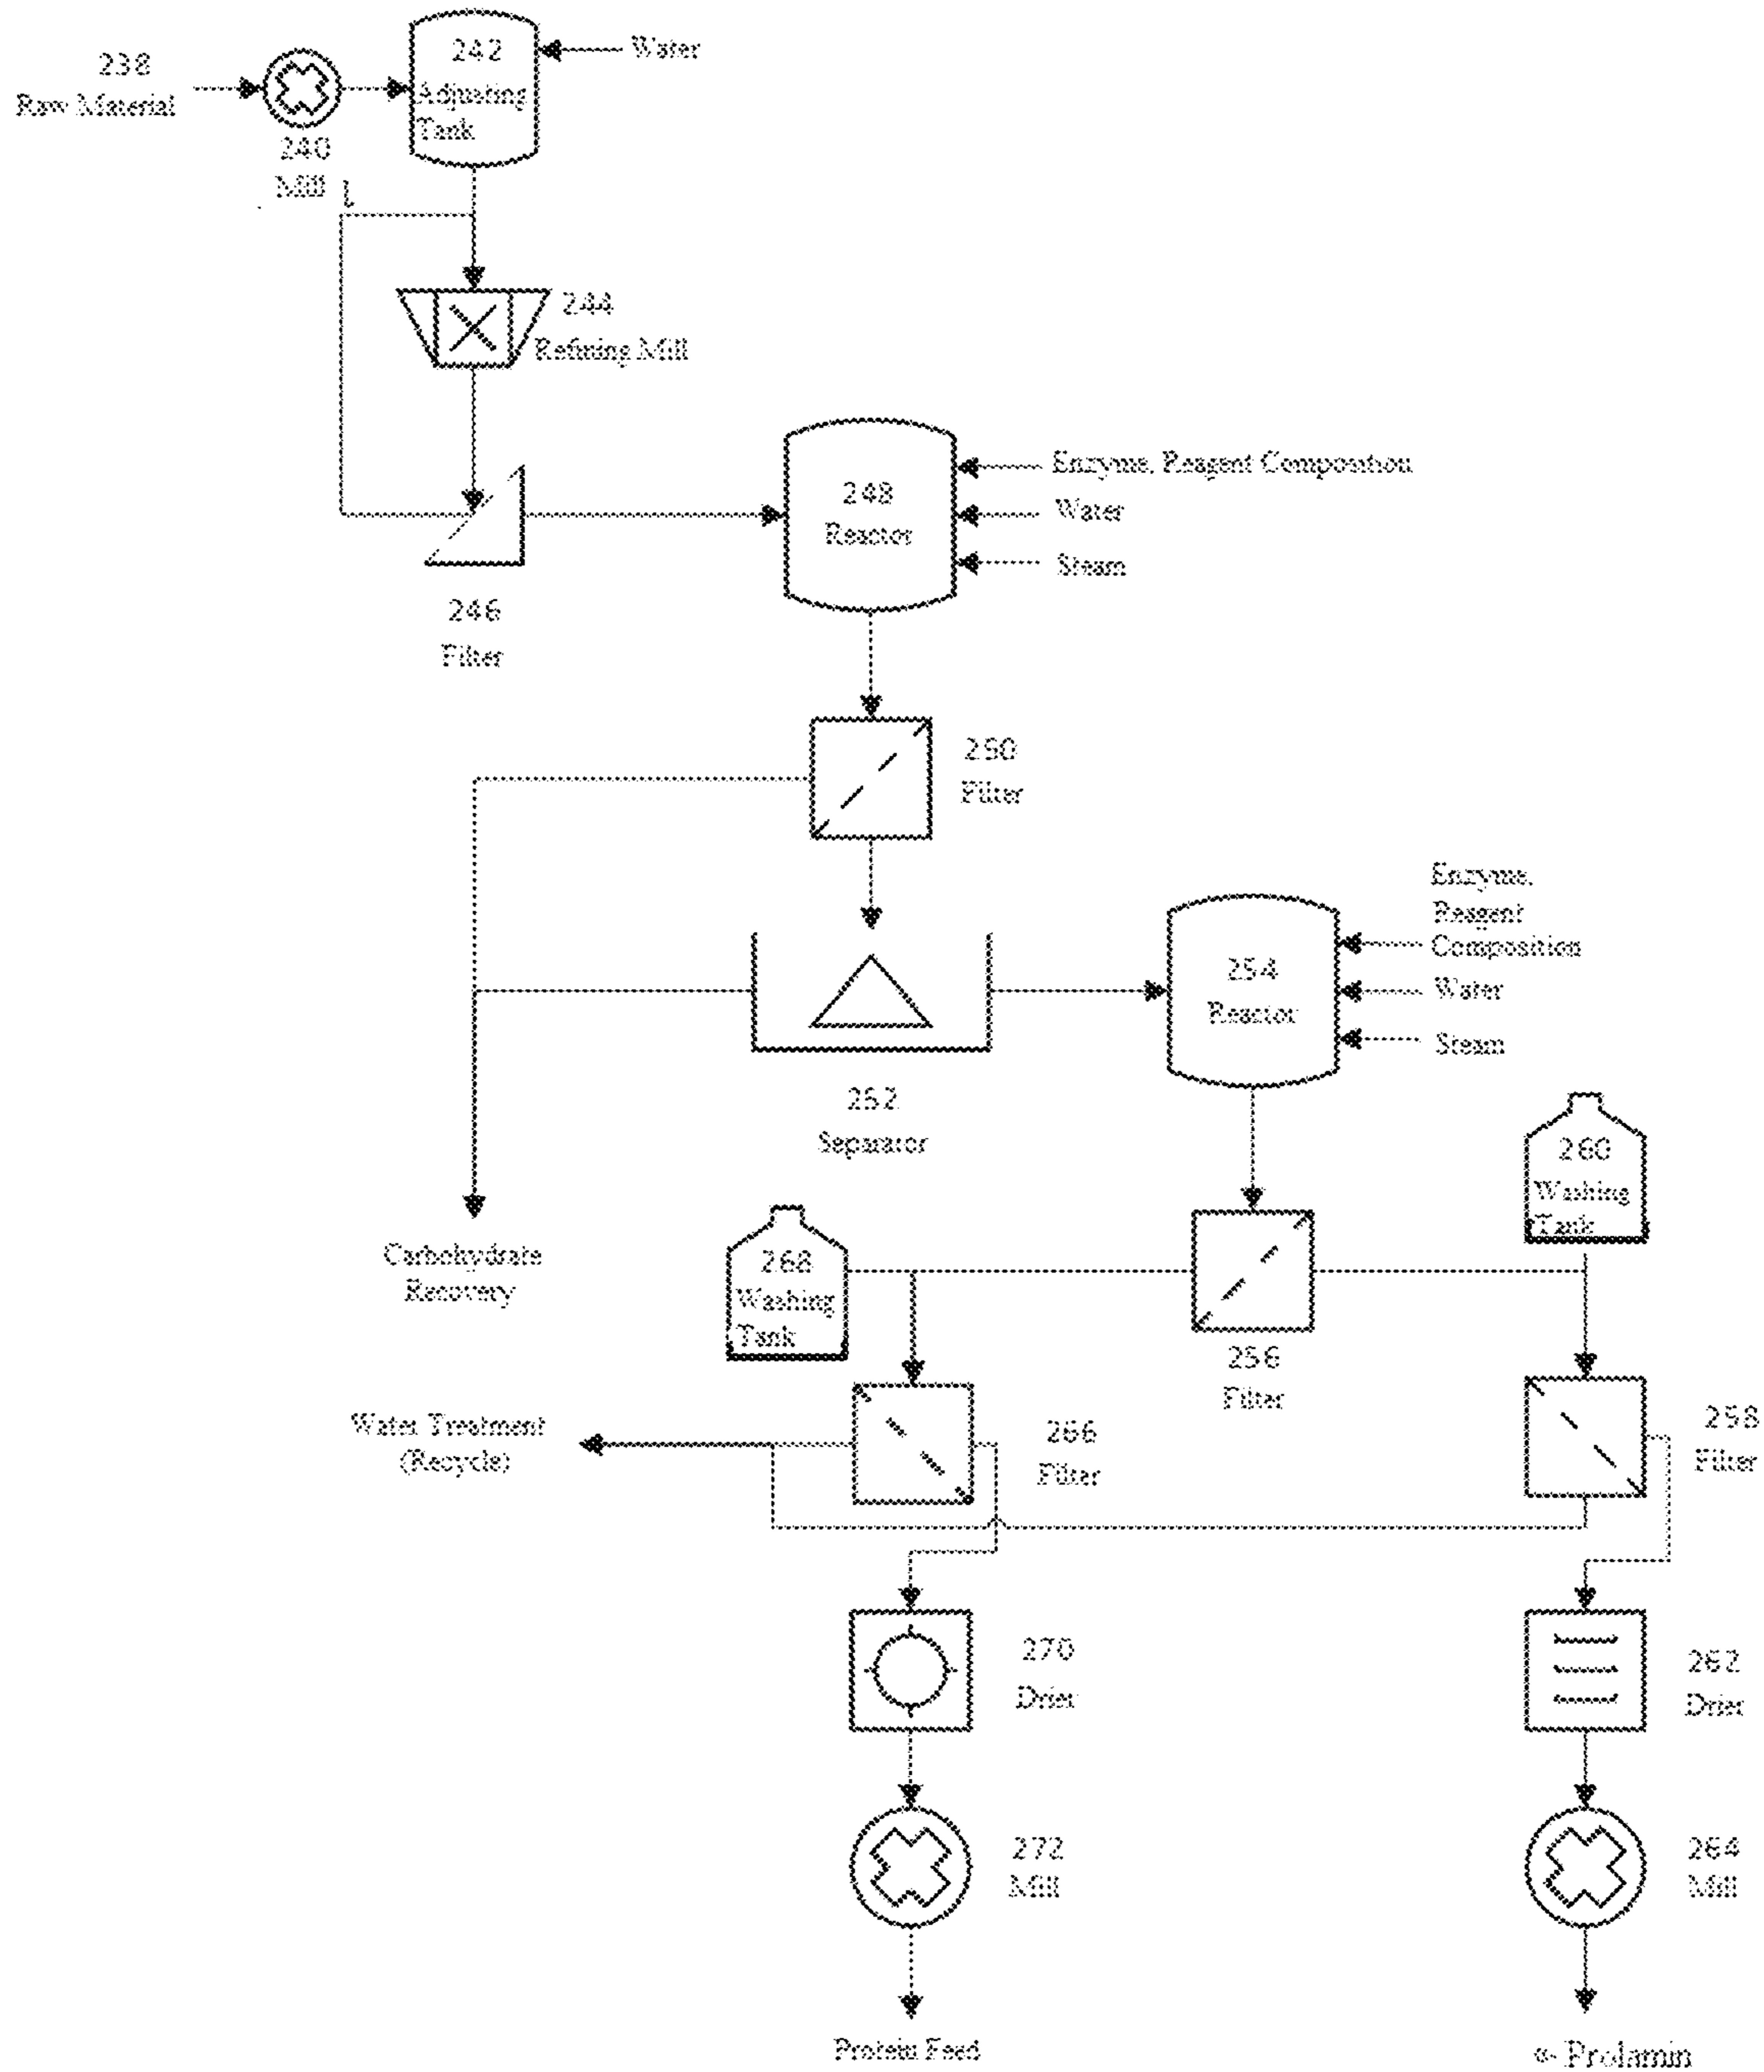 242
Water
238
Raw Material
Adjusting
Tank
240
Mill
244
Refining Mill
Enzyme, Reagent Composition
248
Water
Reactor
Steam
246
Filter
250
Filter
Enzyme,
Reagent
Composition
254
Water
Reactor
Steam
252
Separator
260
Washing
Tank
Carbohydrate
Recovery
268
Washing
Tank
256
Filter
Water Treatment
(Recycle)
266
Filter
258
Filter
270
Drier
262
Drier
272
Mill
264
Mill
Protein Feed
α- Prolamin